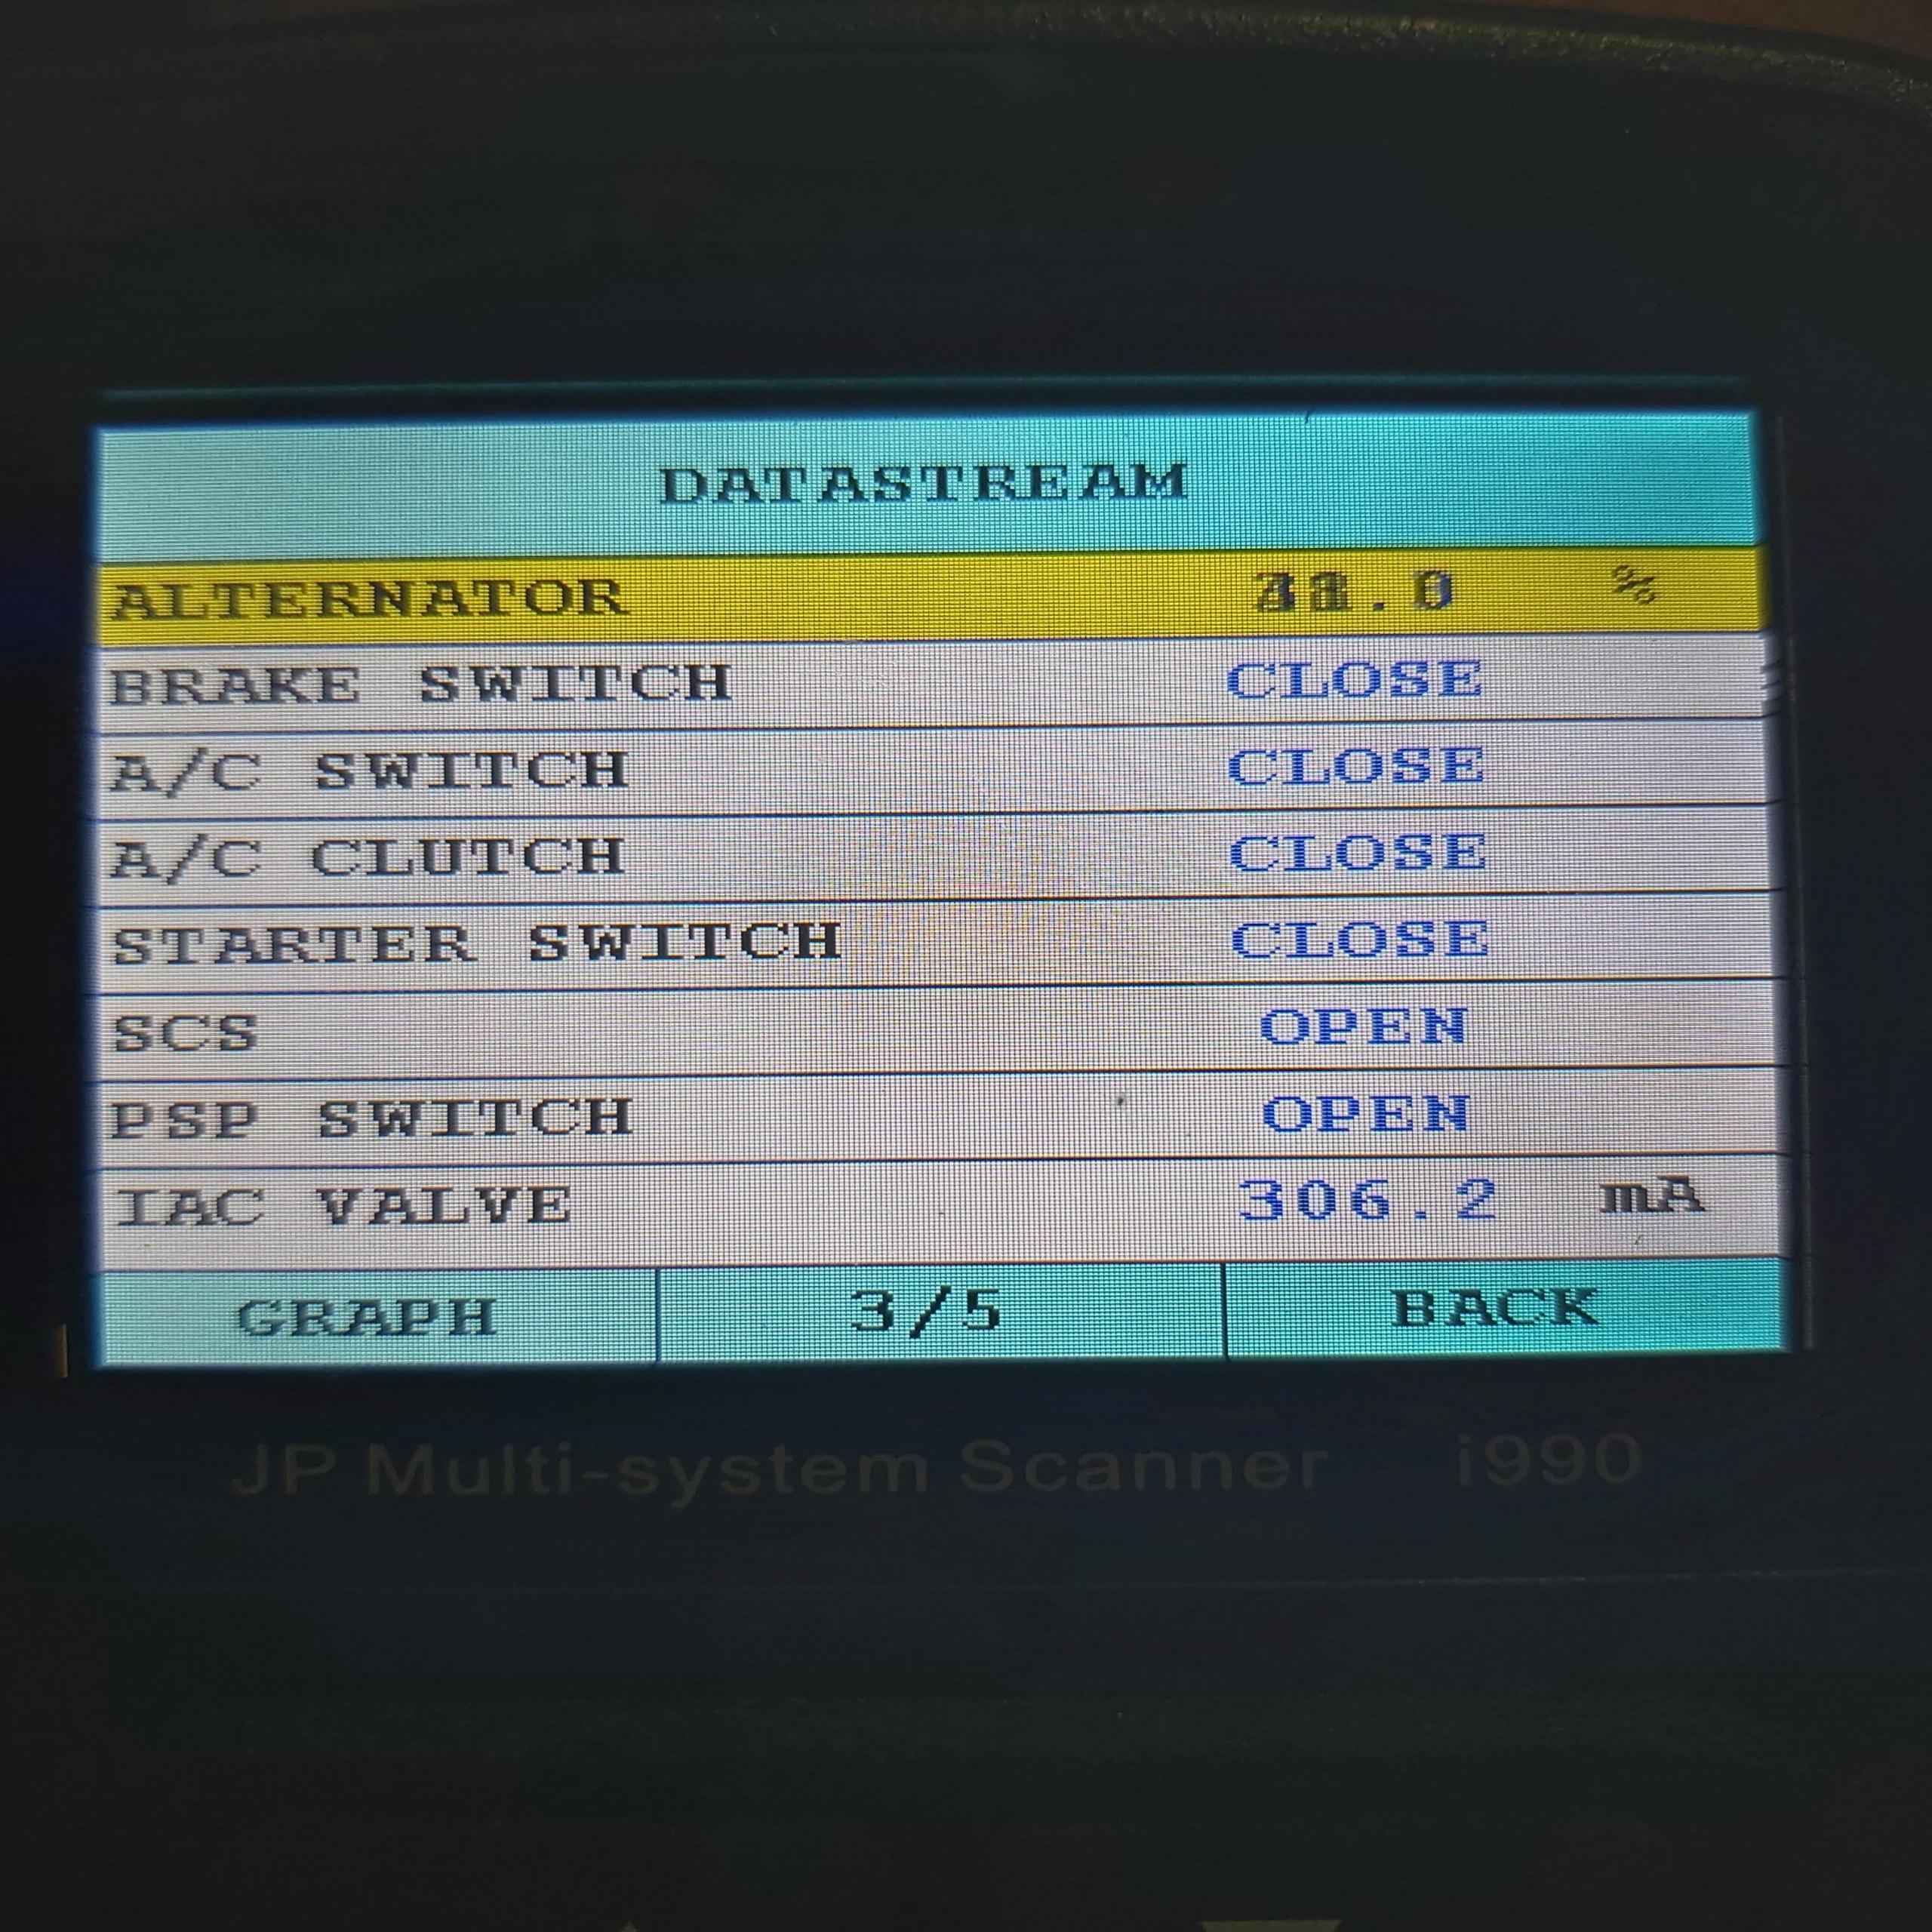 DATASTREAM
ALTERNATOR %
BRAKE SWITCH CLOSE
A/C SWITCH CLOSE
A/C CLUTCH CLOSE
STARTER SWITCH CLOSE
SCS OPEN
PSP SWITCH OPEN
IAC VALVE 306.2 mA
GRAPH 3/5 BACK
JP Multi-system Scanner i990